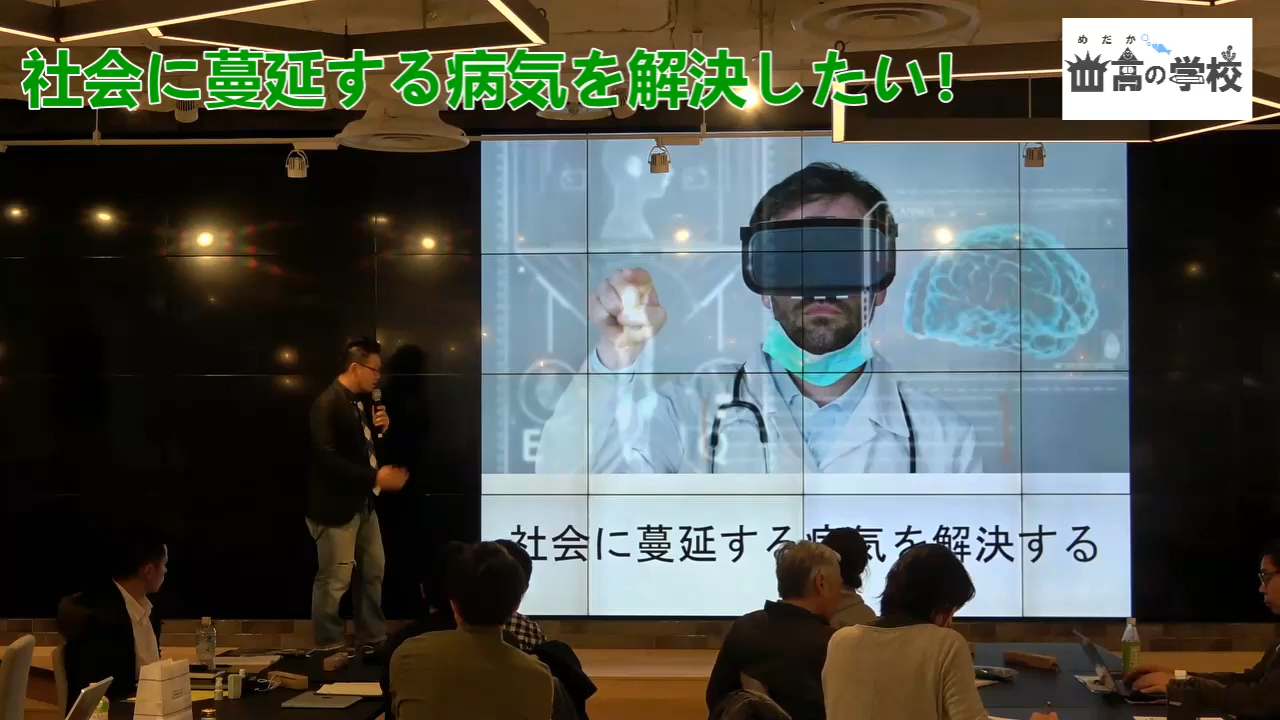 社会に蔓延する病気を解決したい！
めだか
皿高の学校
社会に蔓延する病気を解決する